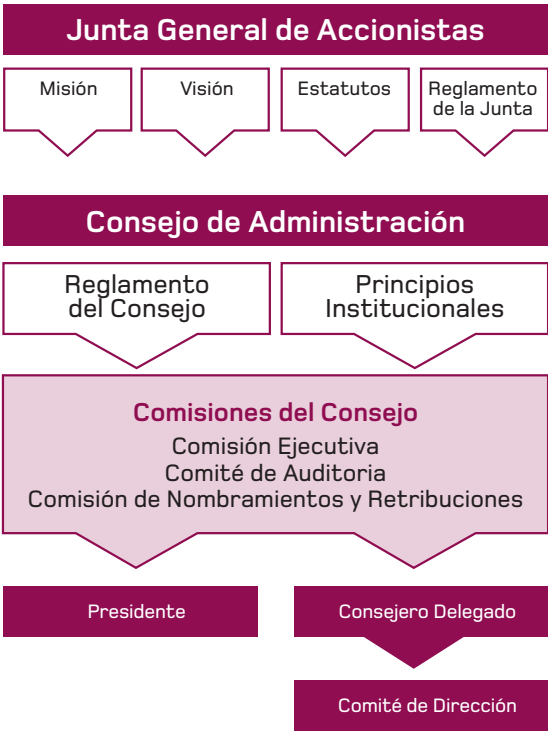 Junta General de Accionistas
Misión
Visión
Estatutos
Reglamento
de la Junta
Consejo de Administración
Reglamento
del Consejo
Principios
Institucionales
Comisiones del Consejo
Comisión Ejecutiva
Comité de Auditoria
Comisión de Nombramientos y Retribuciones
Presidente
Consejero Delegado
Comité de Dirección